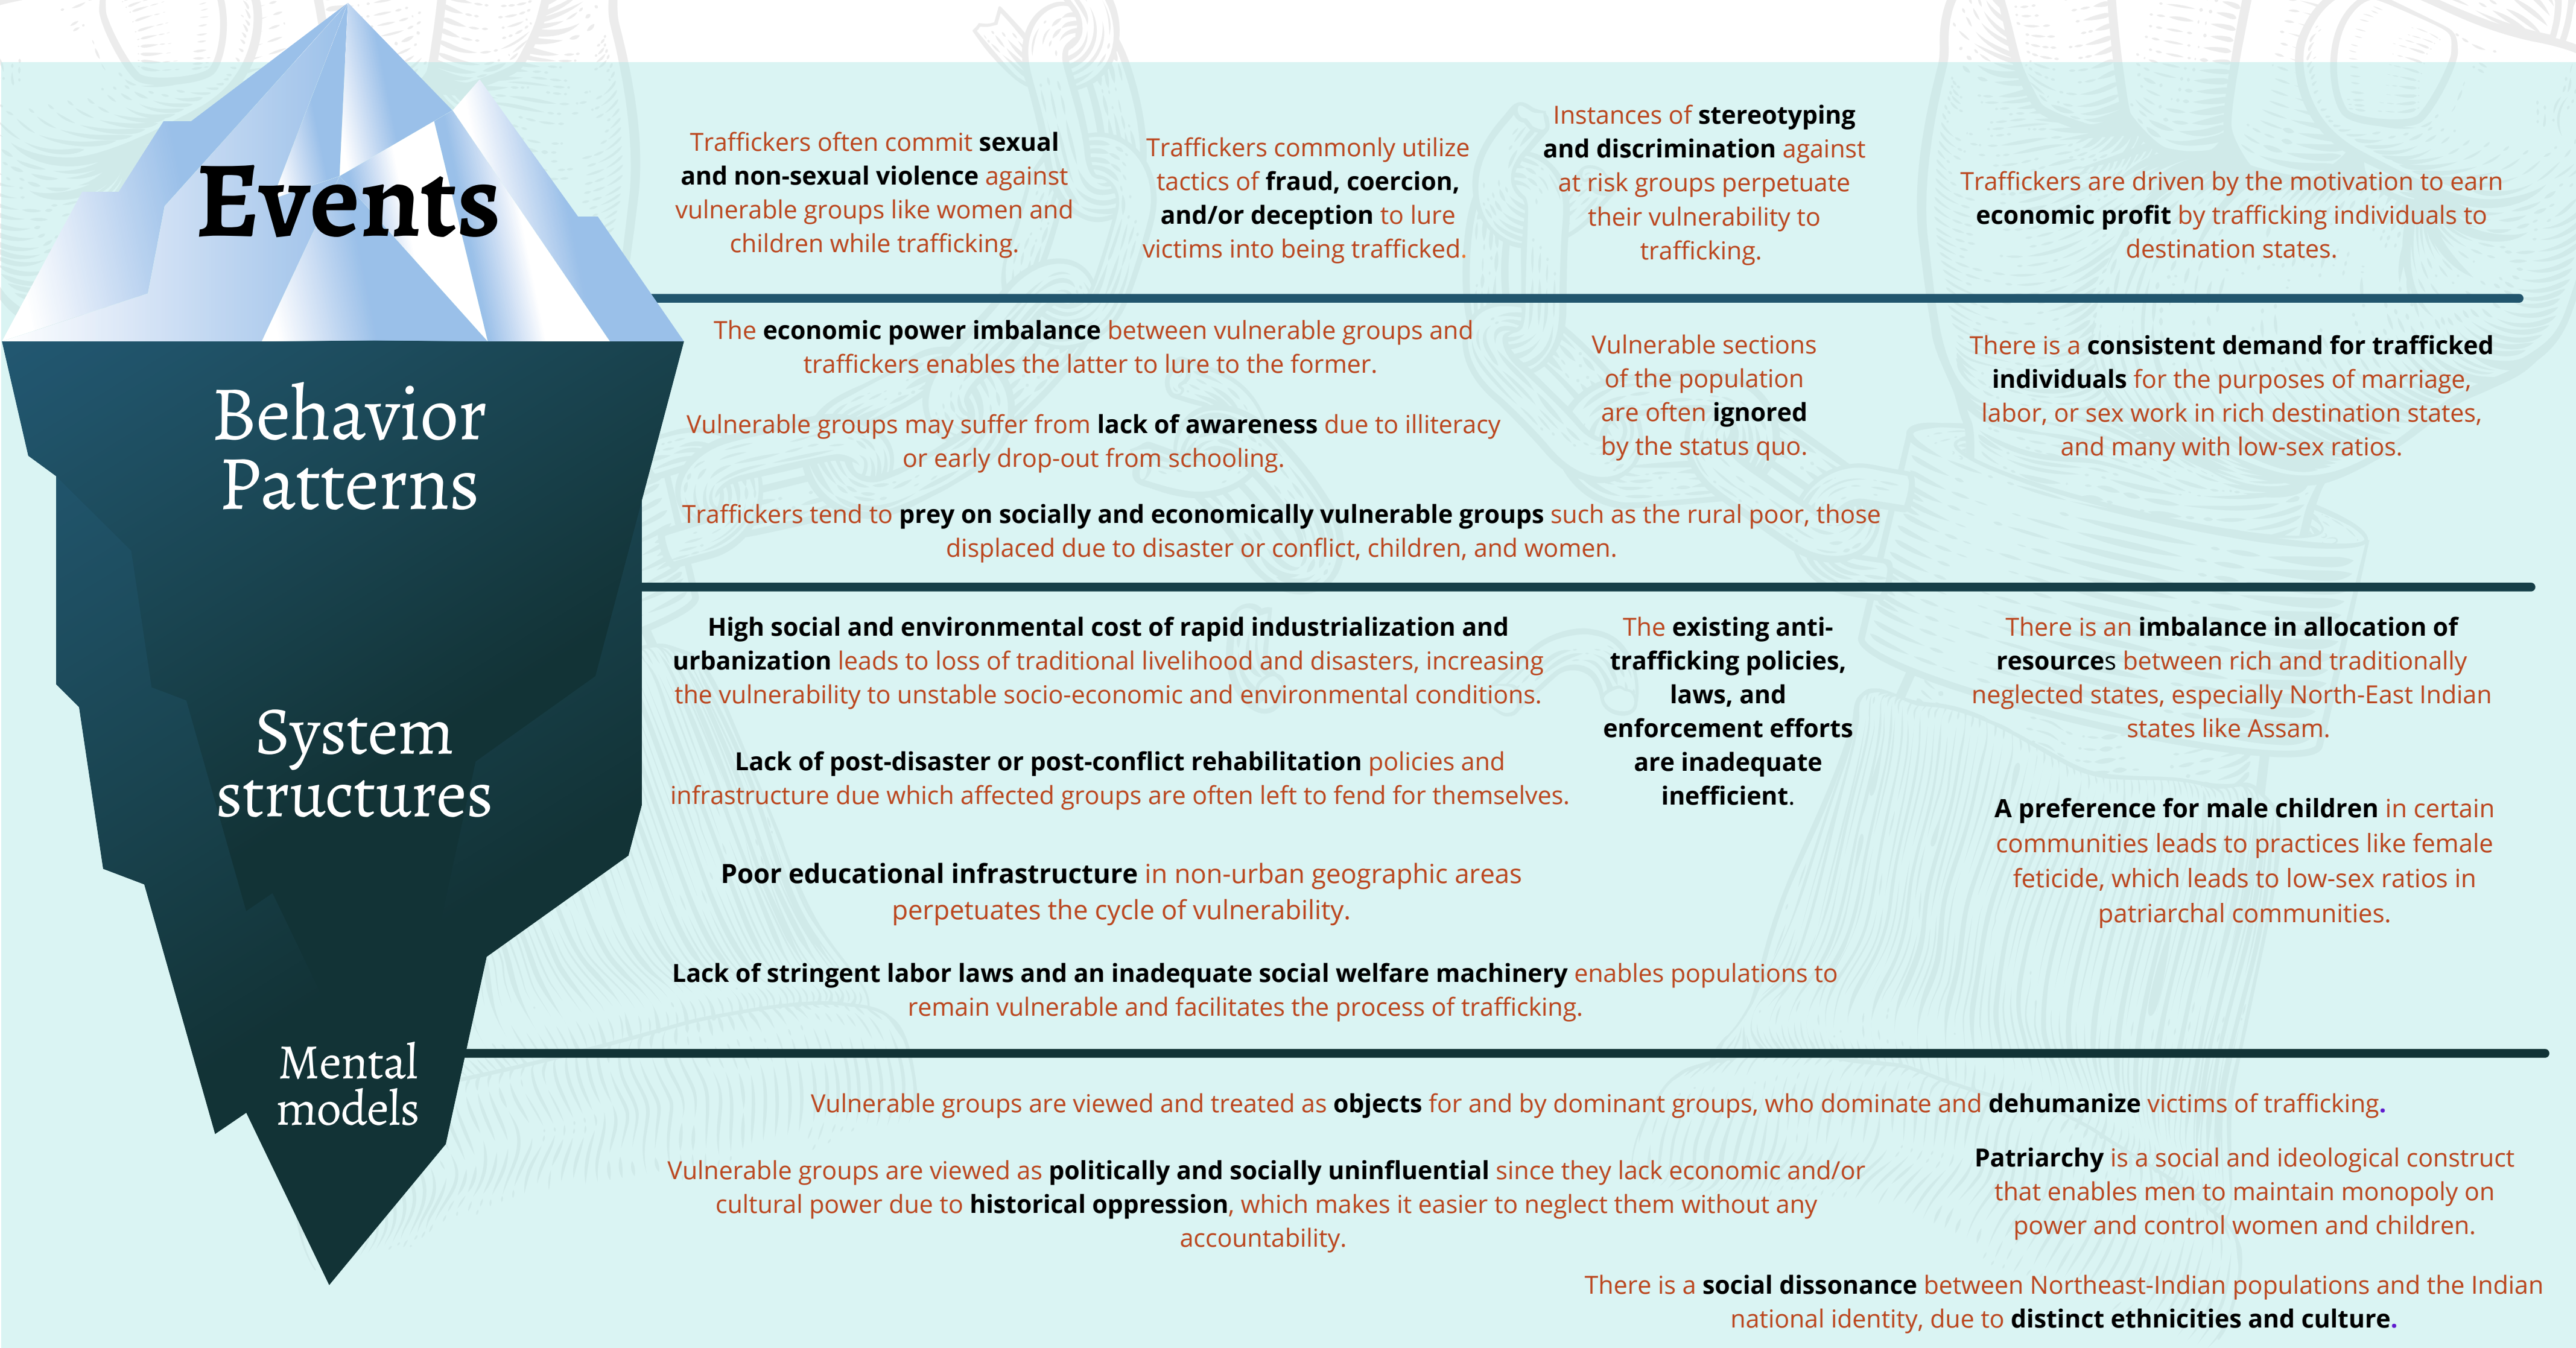 Events
Traffickers often commit sexual
and non-sexual violence against
vulnerable groups like women and
children while trafficking.
Traffickers commonly utilize
tactics of fraud, coercion,
and/or deception to lure
victims into being trafficked.
Instances of stereotyping
and discrimination against
at risk groups perpetuate
their vulnerability to
trafficking.
Traffickers are driven by the motivation to earn
economic profit by trafficking individuals to
destination states.
Behavior
Patterns
The economic power imbalance between vulnerable groups and
traffickers enables the latter to lure to the former.
Vulnerable groups may suffer from lack of awareness due to illiteracy
or early drop-out from schooling.
Vulnerable sections
of the population
are often ignored
by the status quo.
There is a consistent demand for trafficked
individuals for the purposes of marriage,
labor, or sex work in rich destination states,
and many with low-sex ratios.
Traffickers tend to prey on socially and economically vulnerable groups such as the rural poor, those
displaced due to disaster or conflict, children, and women.
System
structures
High social and environmental cost of rapid industrialization and
urbanization leads to loss of traditional livelihood and disasters, increasing
the vulnerability to unstable socio-economic and environmental conditions.
Lack of post-disaster or post-conflict rehabilitation policies and
infrastructure due which affected groups are often left to fend for themselves.
Poor educational infrastructure in non-urban geographic areas
perpetuates the cycle of vulnerability.
Lack of stringent labor laws and an inadequate social welfare machinery enables populations to
remain vulnerable and facilitates the process of trafficking.
The existing anti-
trafficking policies,
laws, and
enforcement efforts
are inadequate
inefficient.
There is an imbalance in allocation of
resources between rich and traditionally
neglected states, especially North-East Indian
states like Assam.
A preference for male children in certain
communities leads to practices like female
feticide, which leads to low-sex ratios in
patriarchal communities.
Mental
models
Vulnerable groups are viewed and treated as objects for and by dominant groups, who dominate and dehumanize victims of trafficking.
Vulnerable groups are viewed as politically and socially uninfluential since they lack economic and/or
cultural power due to historical oppression, which makes it easier to neglect them without any
accountability.
Patriarchy is a social and ideological construct
that enables men to maintain monopoly on
power and control women and children.
There is a social dissonance between Northeast-Indian populations and the Indian
national identity, due to distinct ethnicities and culture.